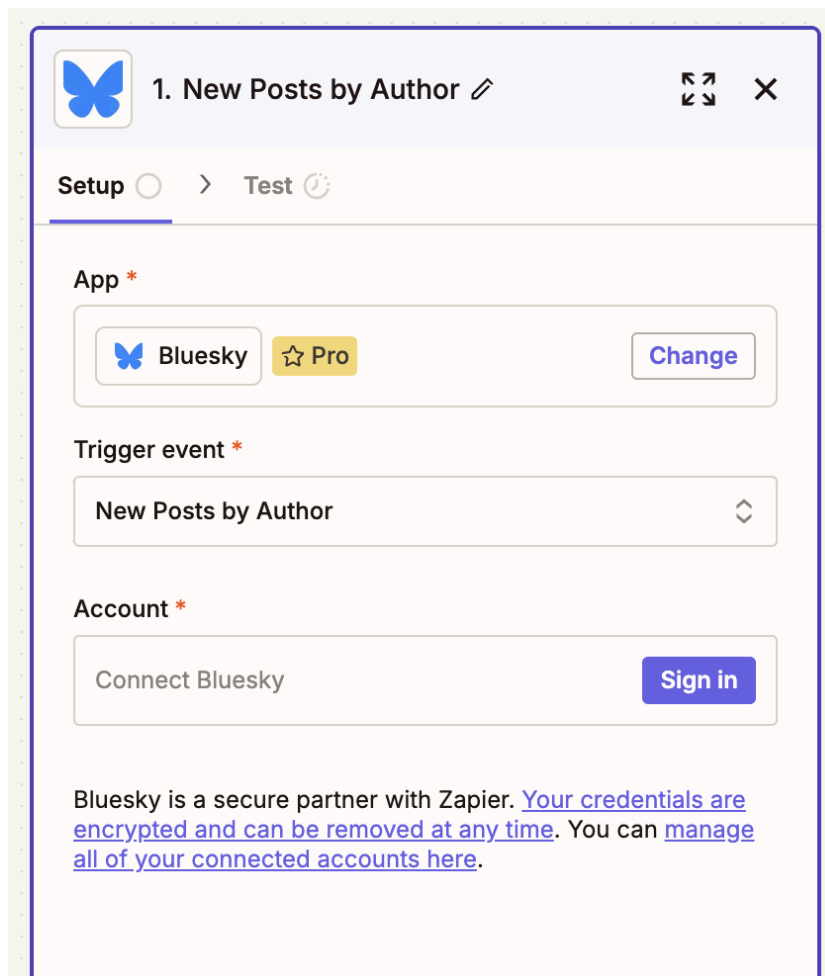 1. New Posts by Author
Setup
Test
App *
Bluesky
Pro
Change
Trigger event *
New Posts by Author
Account *
Connect Bluesky
Sign in
Bluesky is a secure partner with Zapier. Your credentials are
encrypted and can be removed at any time. You can manage
all of your connected accounts here.